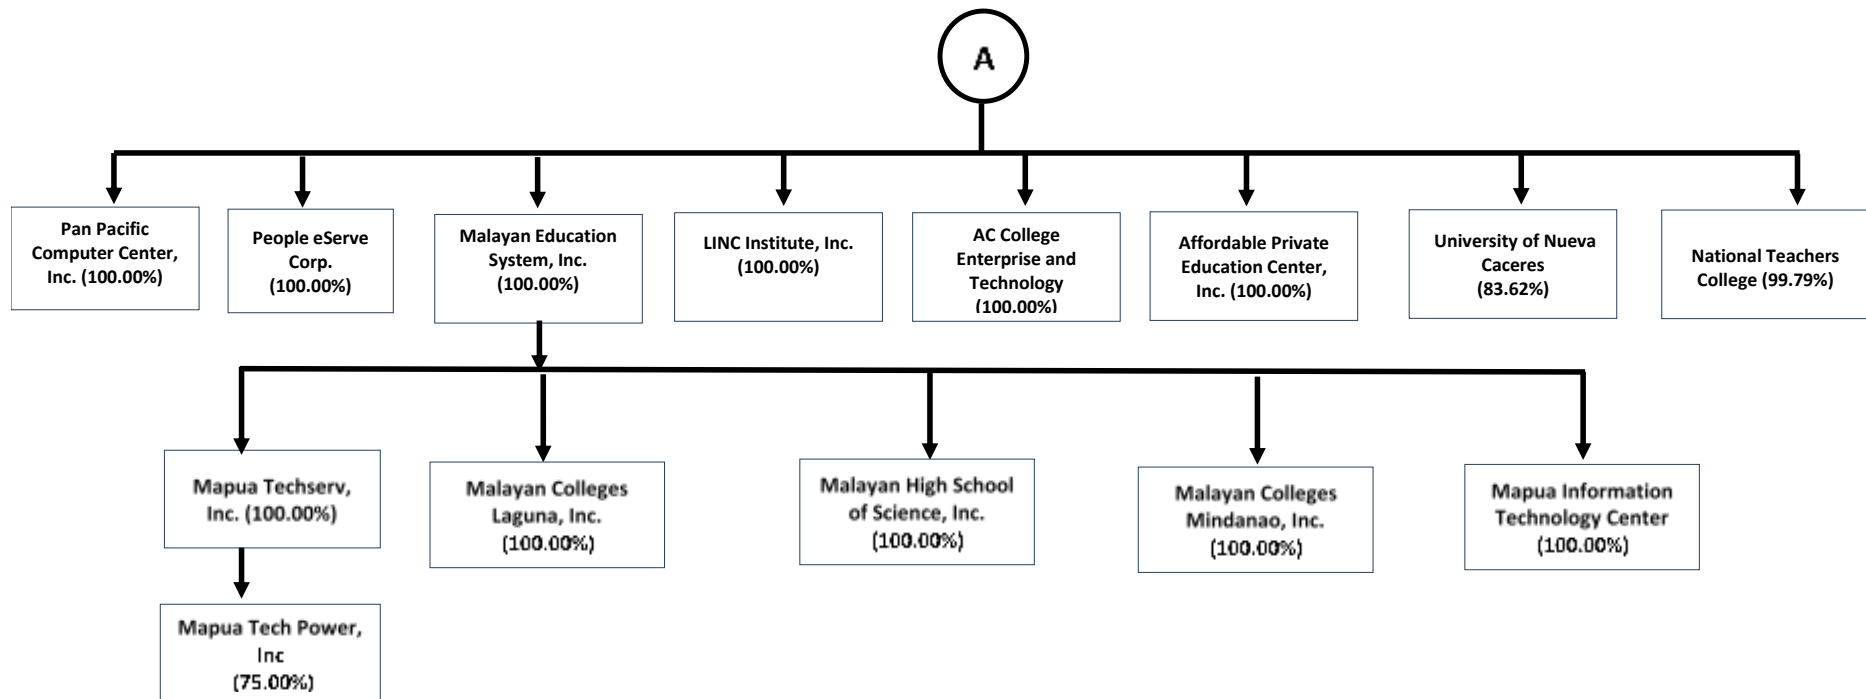 A
Pan Pacific
Computer Center,
Inc. (100.00%)
People eServe
Corp.
(100.00%)
Malayan Education
System, Inc.
(100.00%)
LINC Institute, Inc.
(100.00%)
AC College
Enterprise and
Technology
(100.00%)
Affordable Private
Education Center,
Inc. (100.00%)
University of Nueva
Caceres
(83.62%)
National Teachers
College (99.79%)
Mapua Techserv,
Inc. (100.00%)
Malayan Colleges
Laguna, Inc.
(100.00%)
Malayan High School
of Science, Inc.
(100.00%)
Malayan Colleges
Mindanao, Inc.
(100.00%)
Mapua Information
Technology Center
(100.00%)
Mapua Tech Power,
Inc
(75.00%)